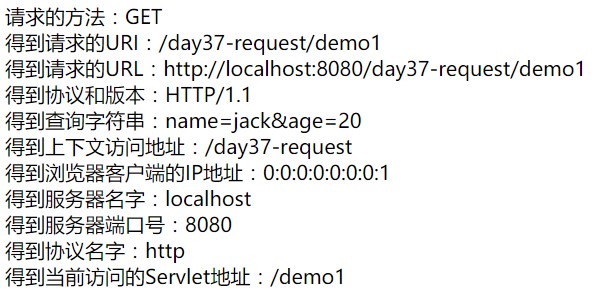 请求的方法：GET
得到请求的URI：/day37-request/demo1
得到请求的URL：http://localhost:8080/day37-request/demo1
得到协议和版本：HTTP/1.1
得到查询字符串：name=jack&age=20
得到上下文访问地址：/day37-request
得到浏览器客户端的IP地址：0:0:0:0:0:0:0:1
得到服务器名字：localhost
得到服务器端口号：8080
得到协议名字：http
得到当前访问的Servlet地址：/demo1